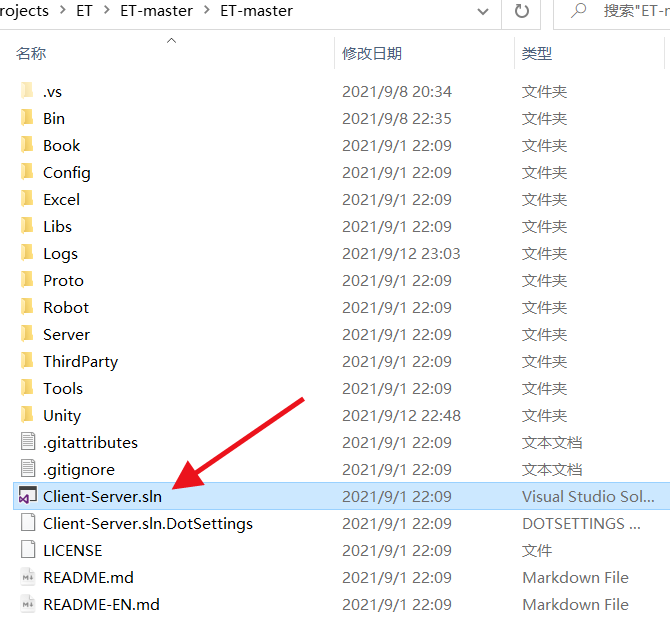 rojects > ET > ET-master > ET-master 搜索"ET-
名称 修改日期 类型
.vs 2021/9/8 20:34 文件夹
Bin 2021/9/8 22:35 文件夹
Book 2021/9/1 22:09 文件夹
Config 2021/9/1 22:09 文件夹
Excel 2021/9/1 22:09 文件夹
Libs 2021/9/1 22:09 文件夹
Logs 2021/9/12 23:03 文件夹
Proto 2021/9/1 22:09 文件夹
Robot 2021/9/1 22:09 文件夹
Server 2021/9/1 22:09 文件夹
ThirdParty 2021/9/1 22:09 文件夹
Tools 2021/9/1 22:09 文件夹
Unity 2021/9/12 22:48 文件夹
.gitattributes 2021/9/1 22:09 文本文档
.gitignore 2021/9/1 22:09 文本文档
Client-Server.sln 2021/9/1 22:09 Visual Studio Sol...
Client-Server.sln.DotSettings 2021/9/1 22:09 DOTSETTINGS ...
LICENSE 2021/9/1 22:09 文件
README.md 2021/9/1 22:09 Markdown File
README-EN.md 2021/9/1 22:09 Markdown File